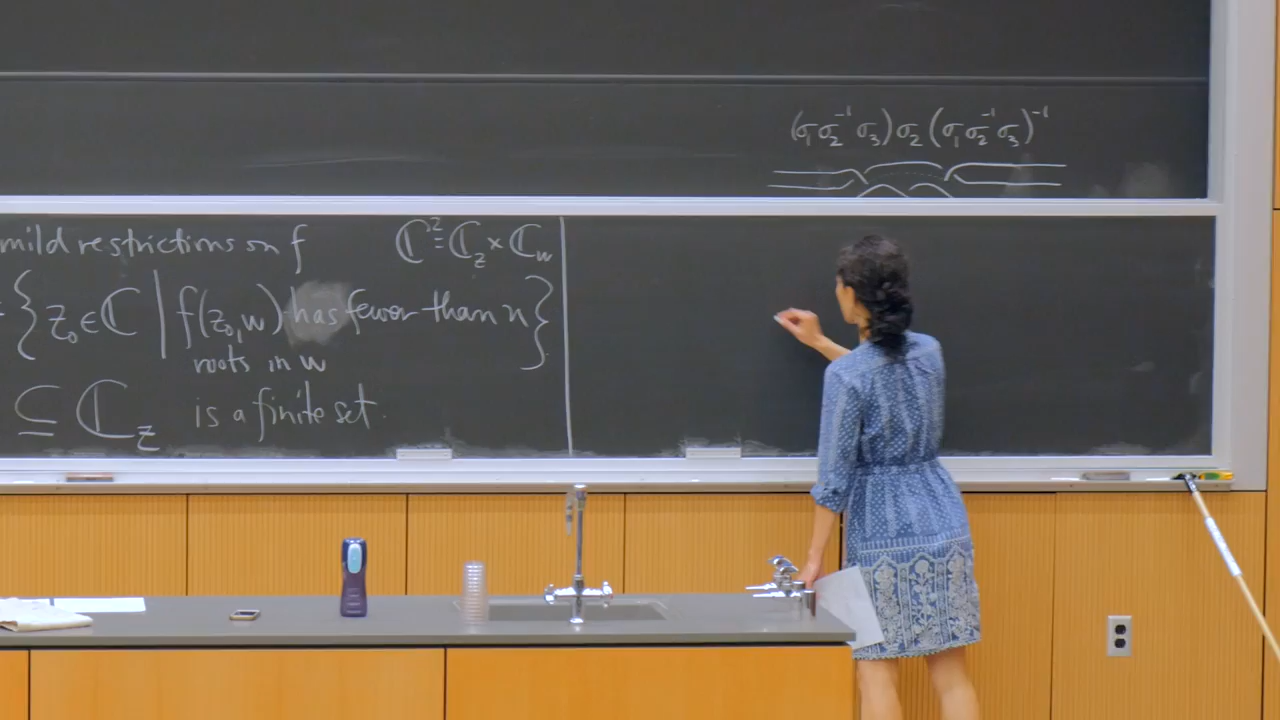 (σ₁σ₂⁻¹σ₃)σ₂(σ₁σ₂⁻¹σ₃)⁻¹
mild restrictions on f
ℂ² = ℂ_z × ℂ_w
= {z₀ ∈ ℂ | f(z₀, w) has fewer than n}
roots in w
⊆ ℂ_z is a finite set.